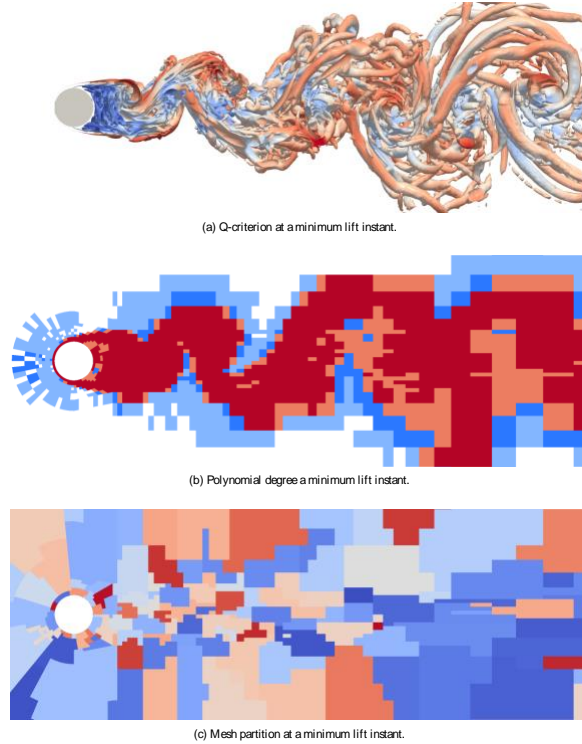 (a) Q-criterion at a minimum lift instant.
(b) Polynomial degree a minimum lift instant.
(c) Mesh partition at a minimum lift instant.